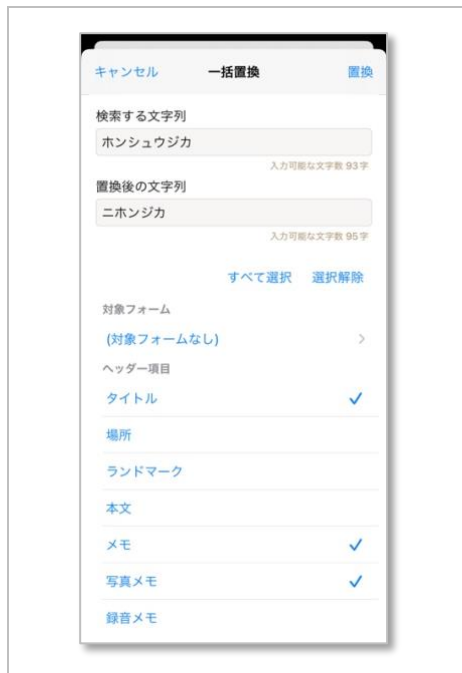 キャンセル 一括置換 置換
検索する文字列
ホンシュウジカ
入力可能な文字数 93字
置換後の文字列
ニホンジカ
入力可能な文字数 95字
すべて選択 選択解除
対象フォーム
(対象フォームなし)
ヘッダー項目
タイトル
場所
ランドマーク
本文
メモ
写真メモ
録音メモ